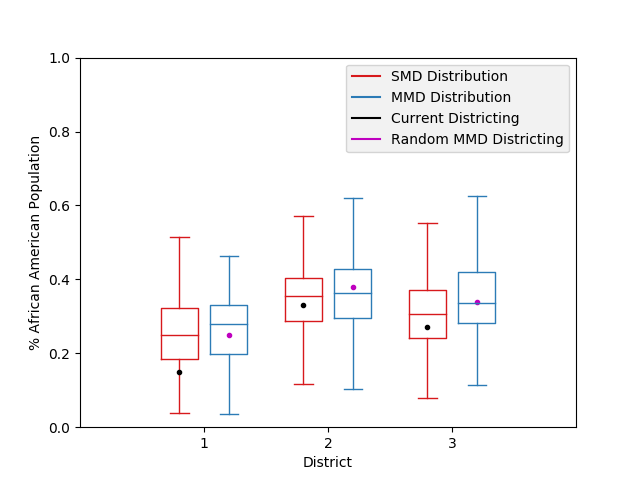 1.0
0.8
0.6
0.4
0.2
0.0
% African American Population
SMD Distribution
MMD Distribution
Current Districting
Random MMD Districting
1 2 3
District